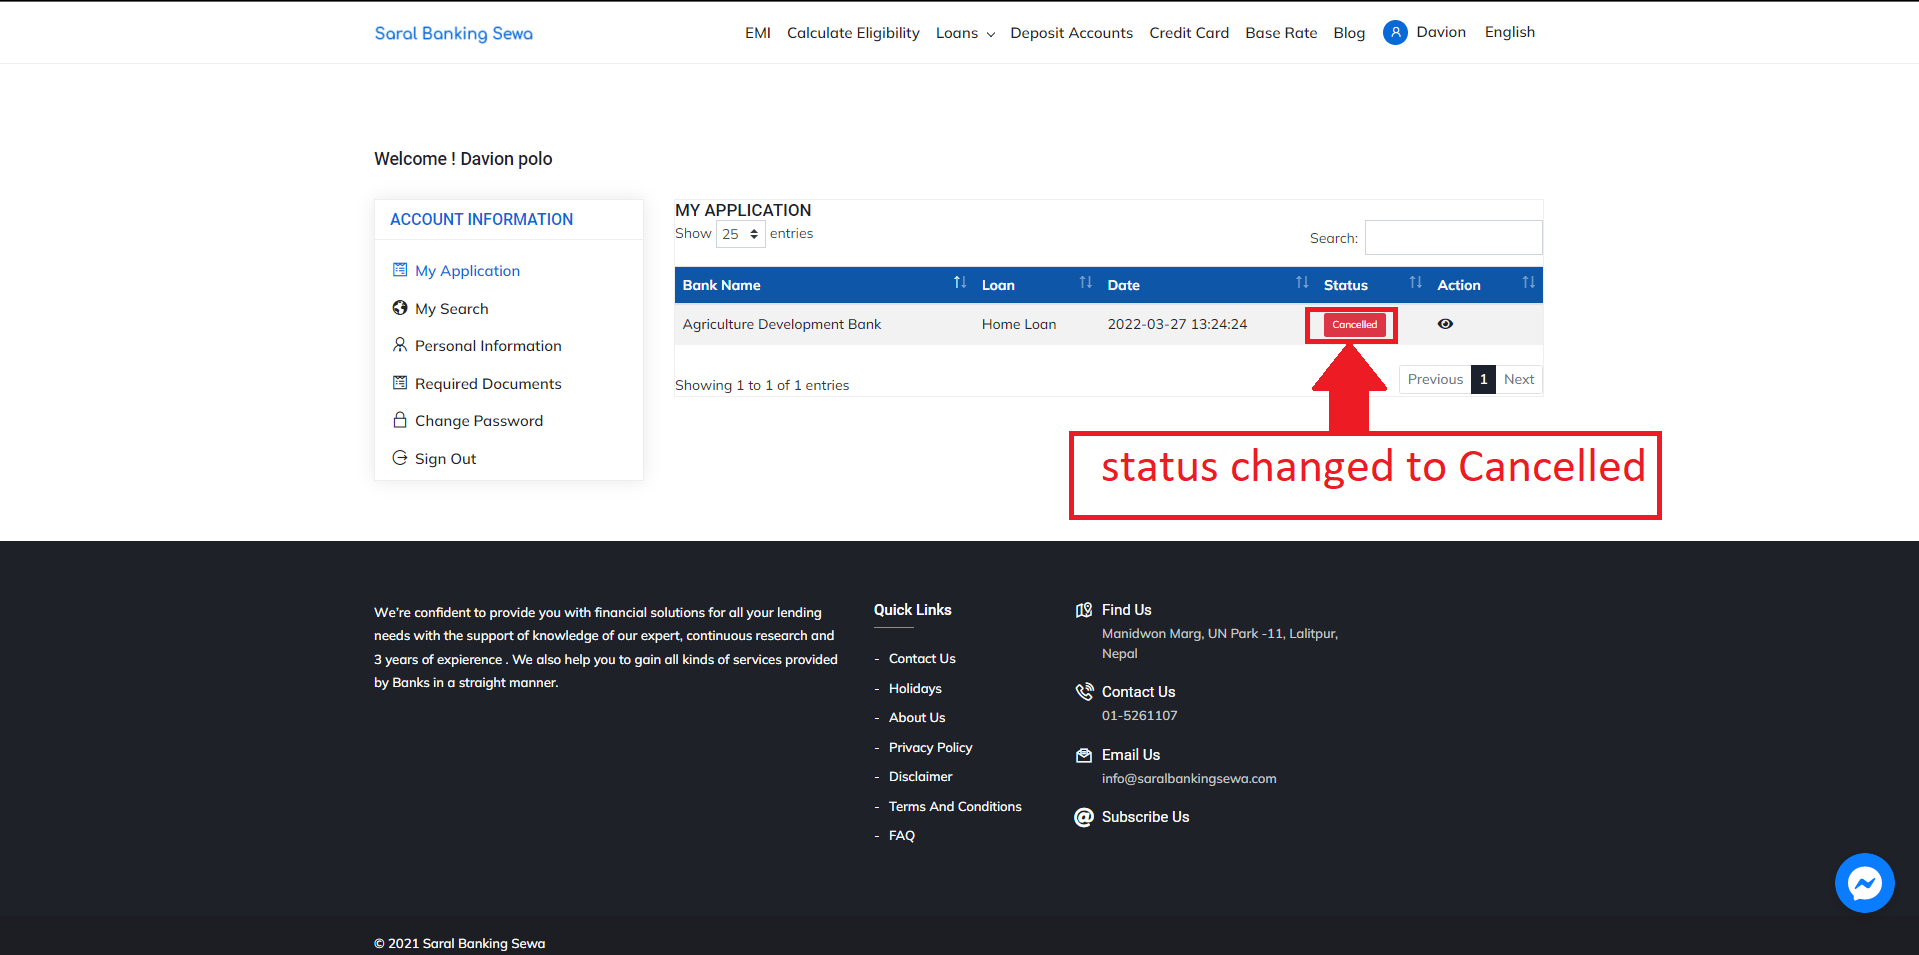 Saral Banking Sewa
EMI Calculate Eligibility Loans Deposit Accounts Credit Card Base Rate Blog Davion English
Welcome ! Davion polo
ACCOUNT INFORMATION
My Application
My Search
Personal Information
Required Documents
Change Password
Sign Out
MY APPLICATION
Show 25 entries
Search:
Bank Name Loan Date Status Action
Agriculture Development Bank Home Loan 2022-03-27 13:24:24 Cancelled
Showing 1 to 1 of 1 entries
Previous 1 Next
status changed to Cancelled
We're confident to provide you with financial solutions for all your lending
needs with the support of knowledge of our expert, continuous research and
3 years of expierence . We also help you to gain all kinds of services provided
by Banks in a straight manner.
Quick Links
- Contact Us
- Holidays
- About Us
- Privacy Policy
- Disclaimer
- Terms And Conditions
- FAQ
Find Us
Manidwon Marg, UN Park -11, Lalitpur,
Nepal
Contact Us
01-5261107
Email Us
info@saralbankingsewa.com
Subscribe Us
© 2021 Saral Banking Sewa